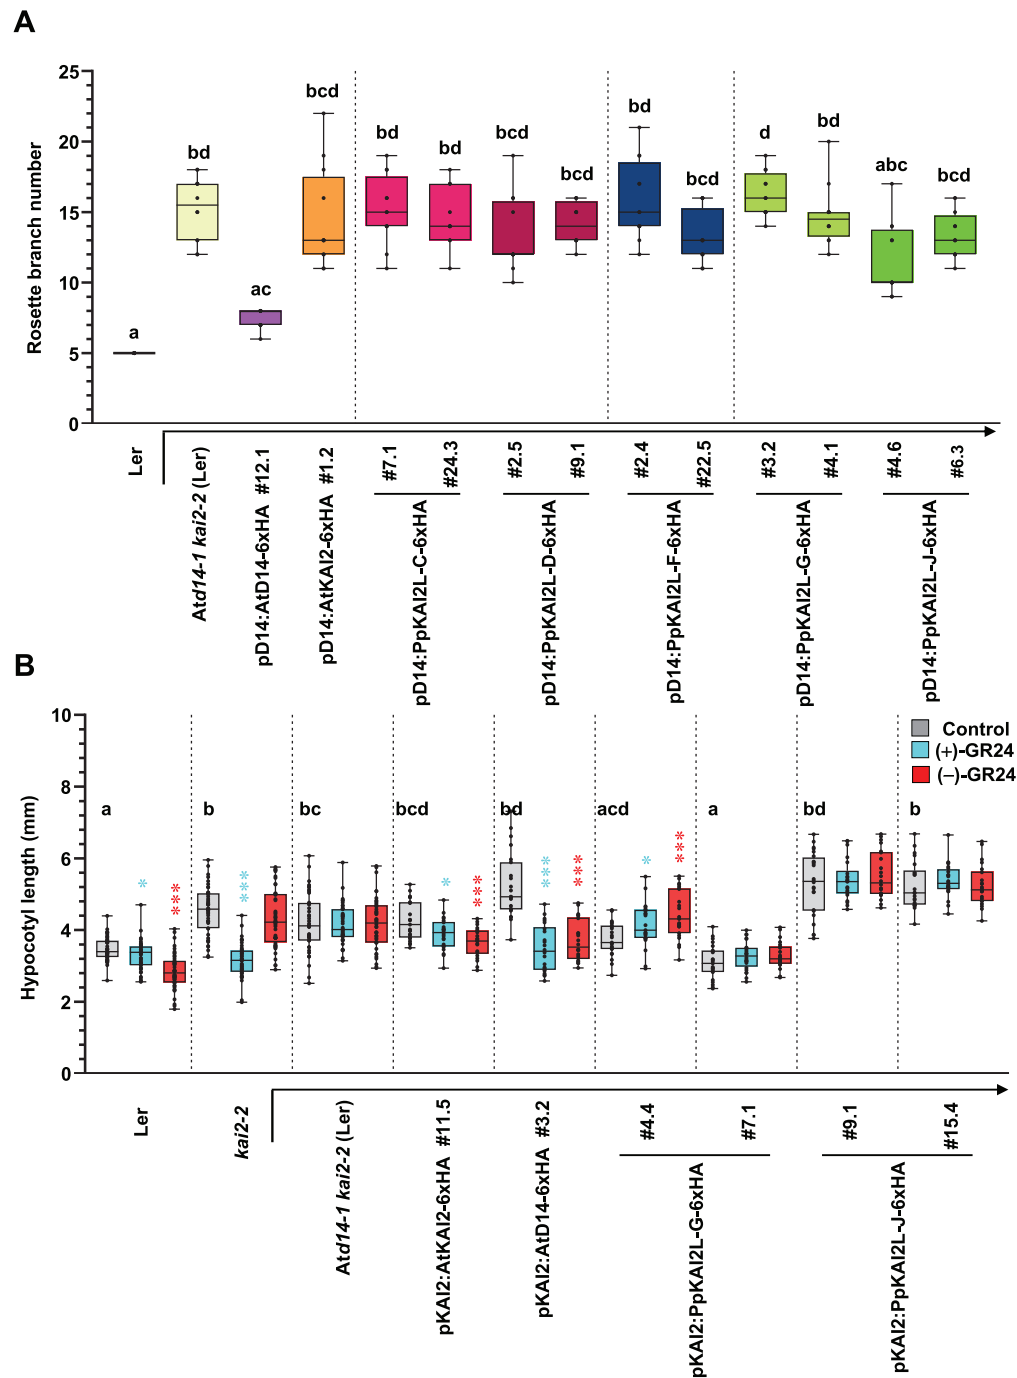 A
Rosette branch number
25
20
15
10
5
0
a
bd
ac
bcd
bd
bd
bcd
bcd
bd
bcd
d
bd
abc
bcd
Ler
Atd14-1 kai2-2 (Ler)
pD14:AtD14-6xHA #12.1
pD14:AtKAI2-6xHA #1.2
#7.1
#24.3
pD14:PpKAI2L-C-6xHA
#2.5
#9.1
pD14:PpKAI2L-D-6xHA
#2.4
#22.5
pD14:PpKAI2L-F-6xHA
#3.2
#4.1
pD14:PpKAI2L-G-6xHA
#4.6
#6.3
pD14:PpKAI2L-J-6xHA
B
Hypocotyl length (mm)
10
8
6
4
2
0
Control
(+)-GR24
(−)-GR24
a
b
bc
bcd
bd
acd
a
bd
b
*
***
***
*
***
***
***
*
***
Ler
kai2-2
Atd14-1 kai2-2 (Ler)
pKAI2:AtKAI2-6xHA #11.5
pKAI2:AtD14-6xHA #3.2
#4.4
#7.1
pKAI2:PpKAI2L-G-6xHA
#9.1
#15.4
pKAI2:PpKAI2L-J-6xHA